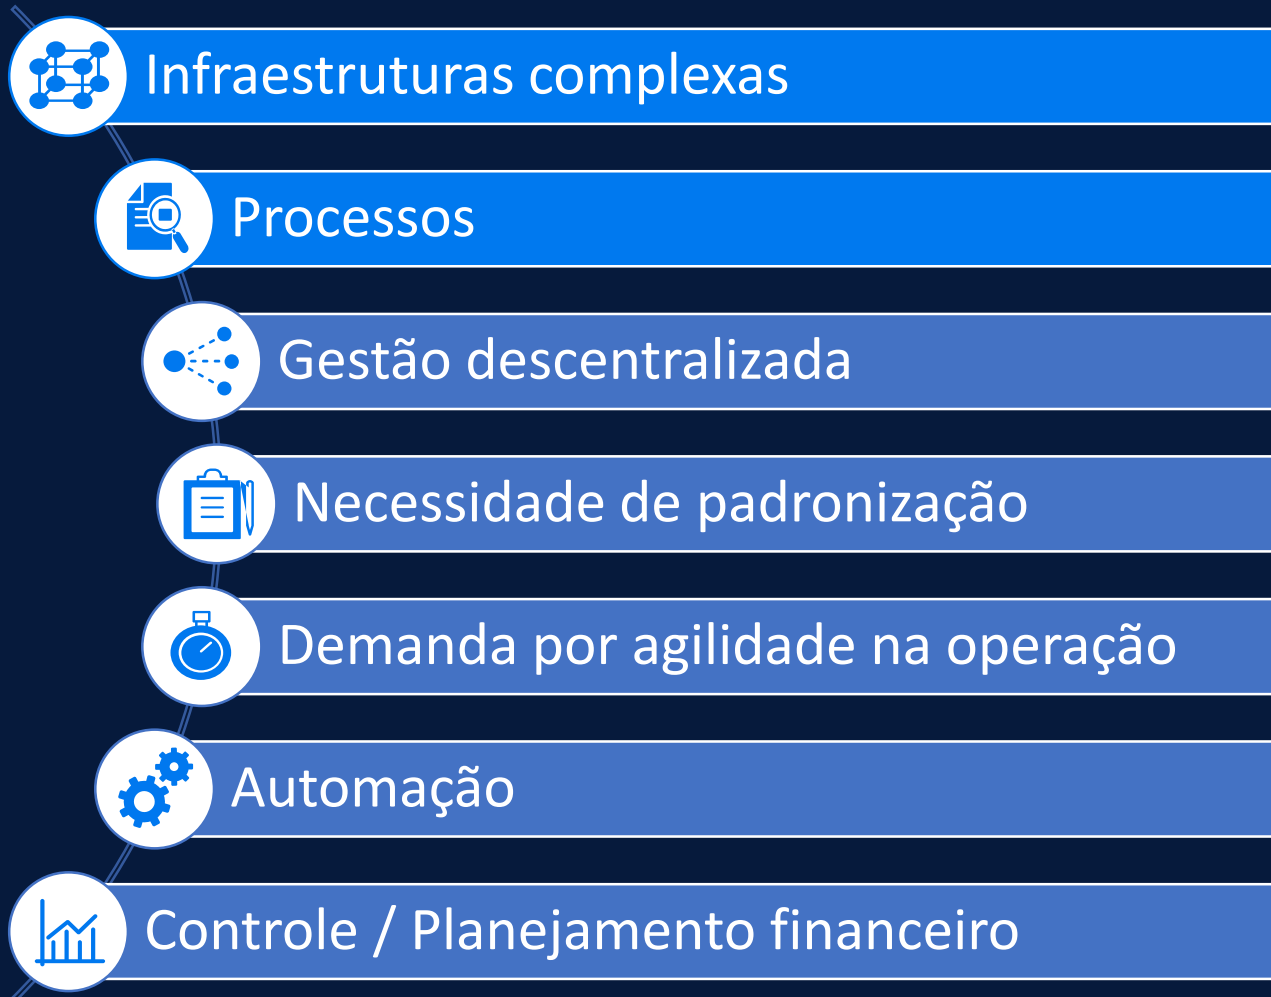 Infraestruturas complexas
Processos
Gestão descentralizada
Necessidade de padronização
Demanda por agilidade na operação
Automação
Controle / Planejamento financeiro